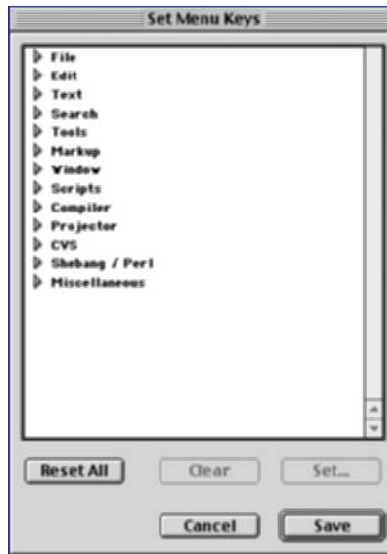 Set Menu Keys
File
Edit
Text
Search
Tools
Markup
Window
Scripts
Compiler
Projector
CVS
Shebang / Perl
Miscellaneous
Reset All Clear Set...
Cancel Save